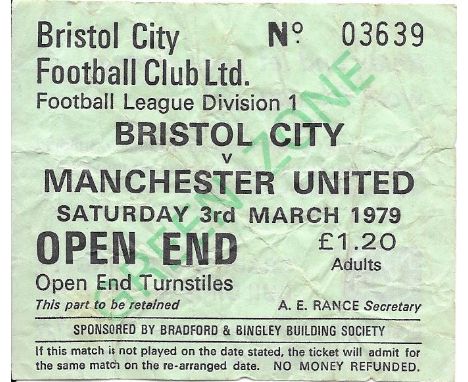 Bristol City Nº 03639
Football Club Ltd.
Football League Division 1
BRISTOL CITY
v
MANCHESTER UNITED
SATURDAY 3rd MARCH 1979
OPEN END £1.20
Open End Turnstiles Adults
This part to be retained A. E. RANCE Secretary
SPONSORED BY BRADFORD & BINGLEY BUILDING SOCIETY
If this match is not played on the date stated, the ticket will admit for
the same match on the re-arranged date. NO MONEY REFUNDED.
GREEN ZONE